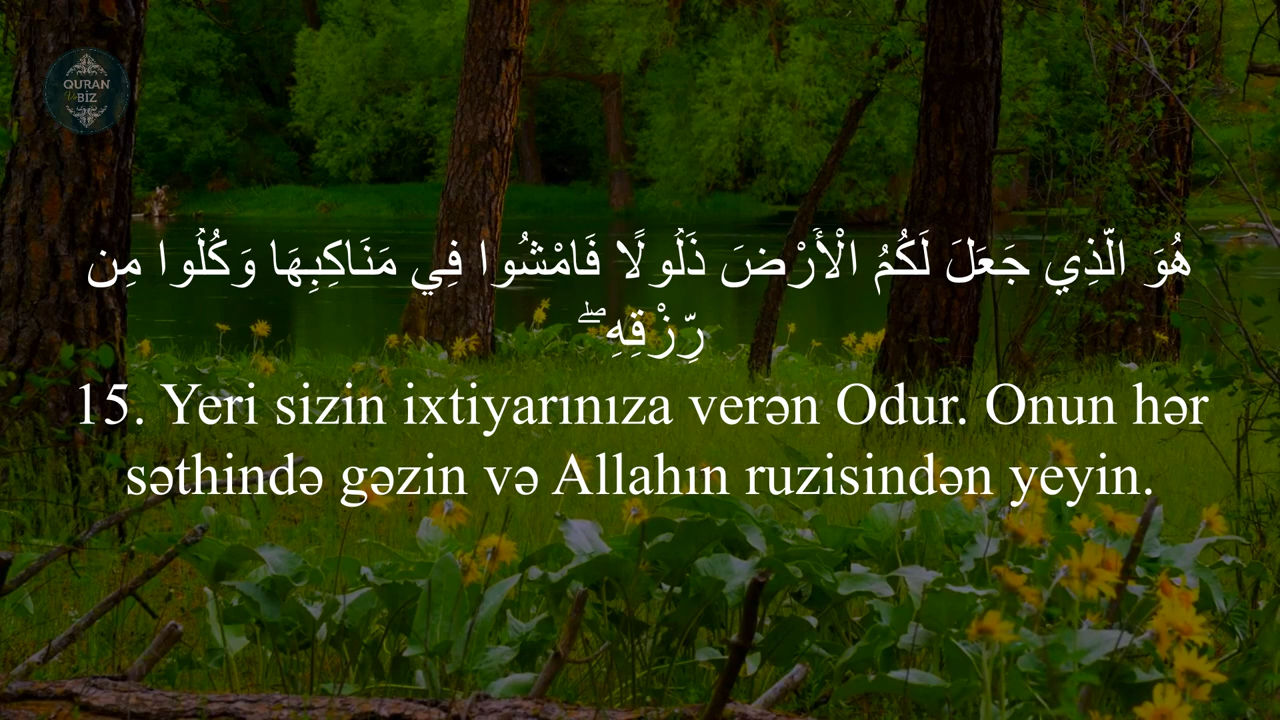 QURAN
Və BİZ
هُوَ الَّذِي جَعَلَ لَكُمُ الْأَرْضَ ذَلُولًا فَامْشُوا فِي مَنَاكِبِهَا وَكُلُوا مِن
رِّزْقِهِ ۖ
15. Yeri sizin ixtiyarınıza verən Odur. Onun hər
səthində gəzin və Allahın ruzisindən yeyin.